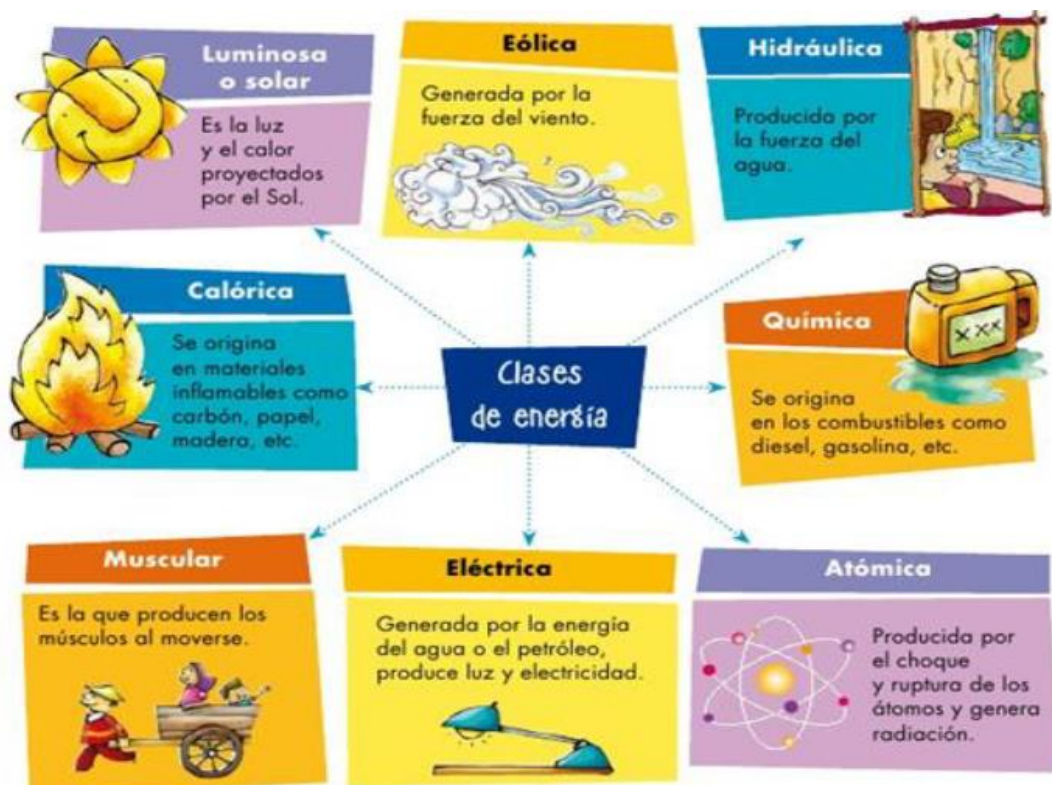 Luminosa
o solar
Es la luz
y el calor
proyectados
por el Sol.
Eólica
Generada por la
fuerza del viento.
Hidráulica
Producida por
la fuerza del
agua.
Calórica
Se origina
en materiales
inflamables como
carbón, papel,
madera, etc.
Clases
de energía
Química
XXX
Se origina
en los combustibles como
diesel, gasolina, etc.
Muscular
Es la que producen los
músculos al moverse.
Eléctrica
Generada por la energía
del agua o el petróleo,
produce luz y electricidad.
Atómica
Producida por
el choque
y ruptura de los
átomos y genera
radiación.